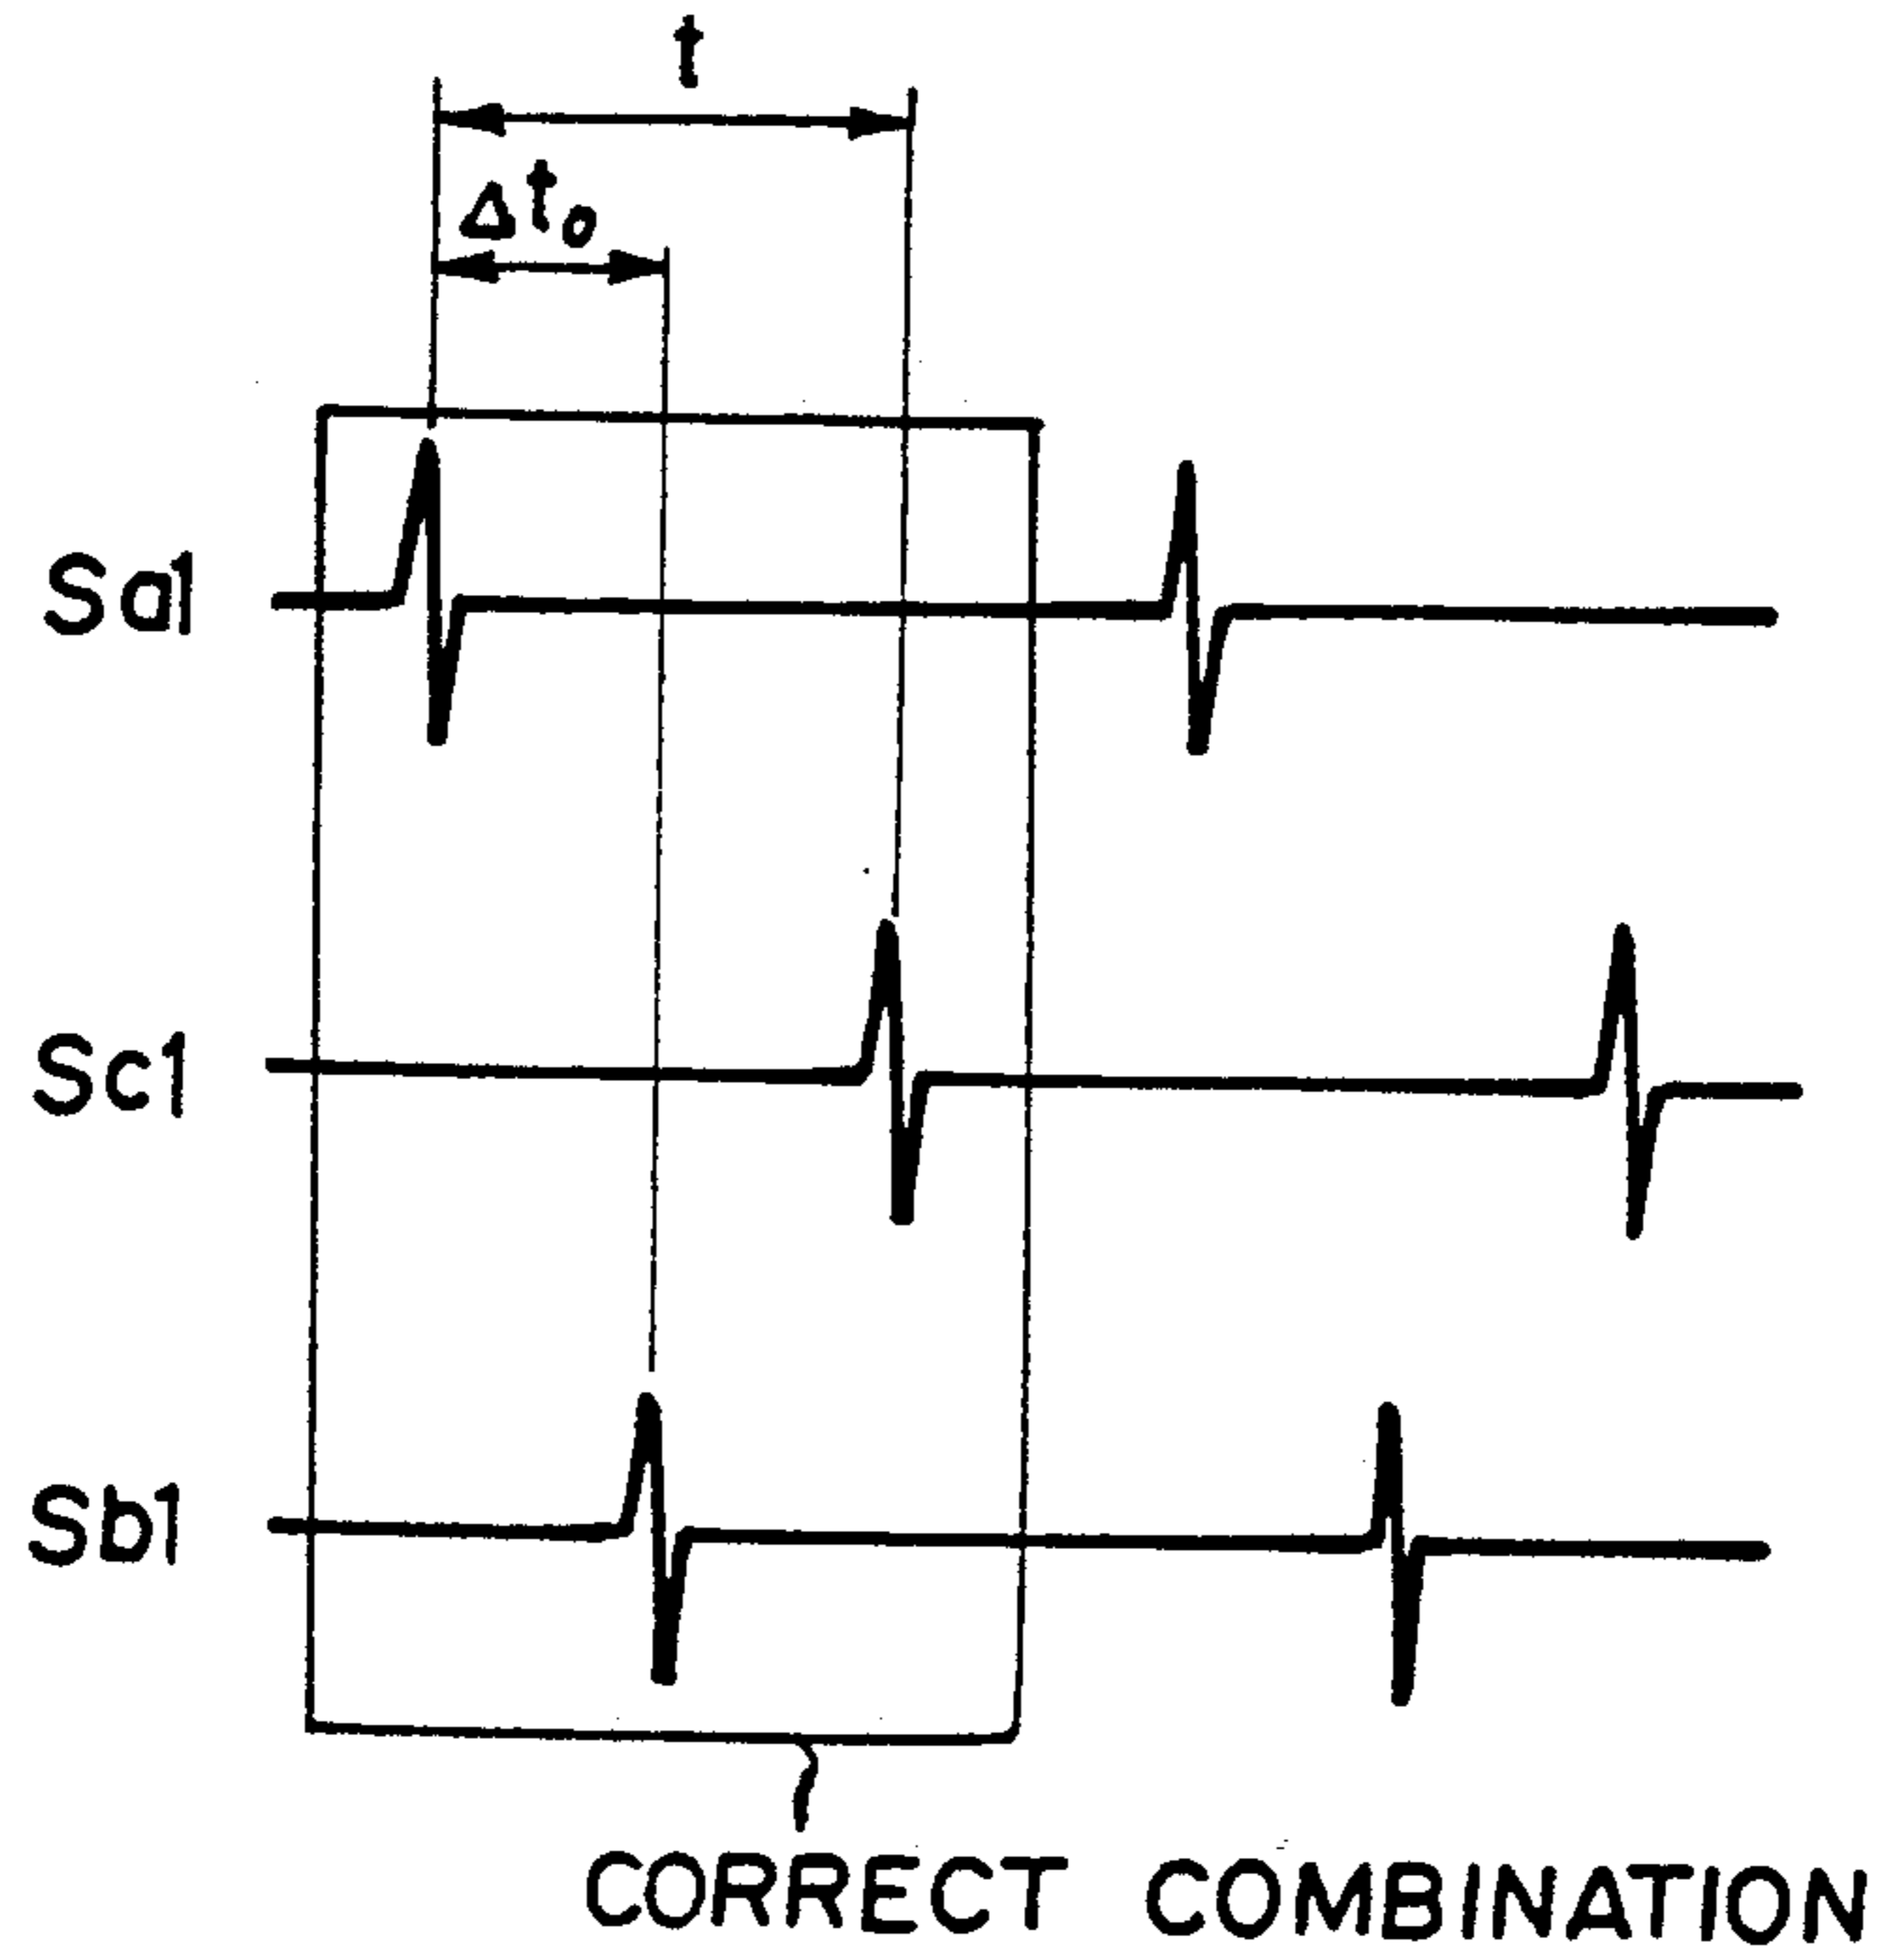 t
Δt₀
Sa1
Sc1
Sb1
CORRECT COMBINATION